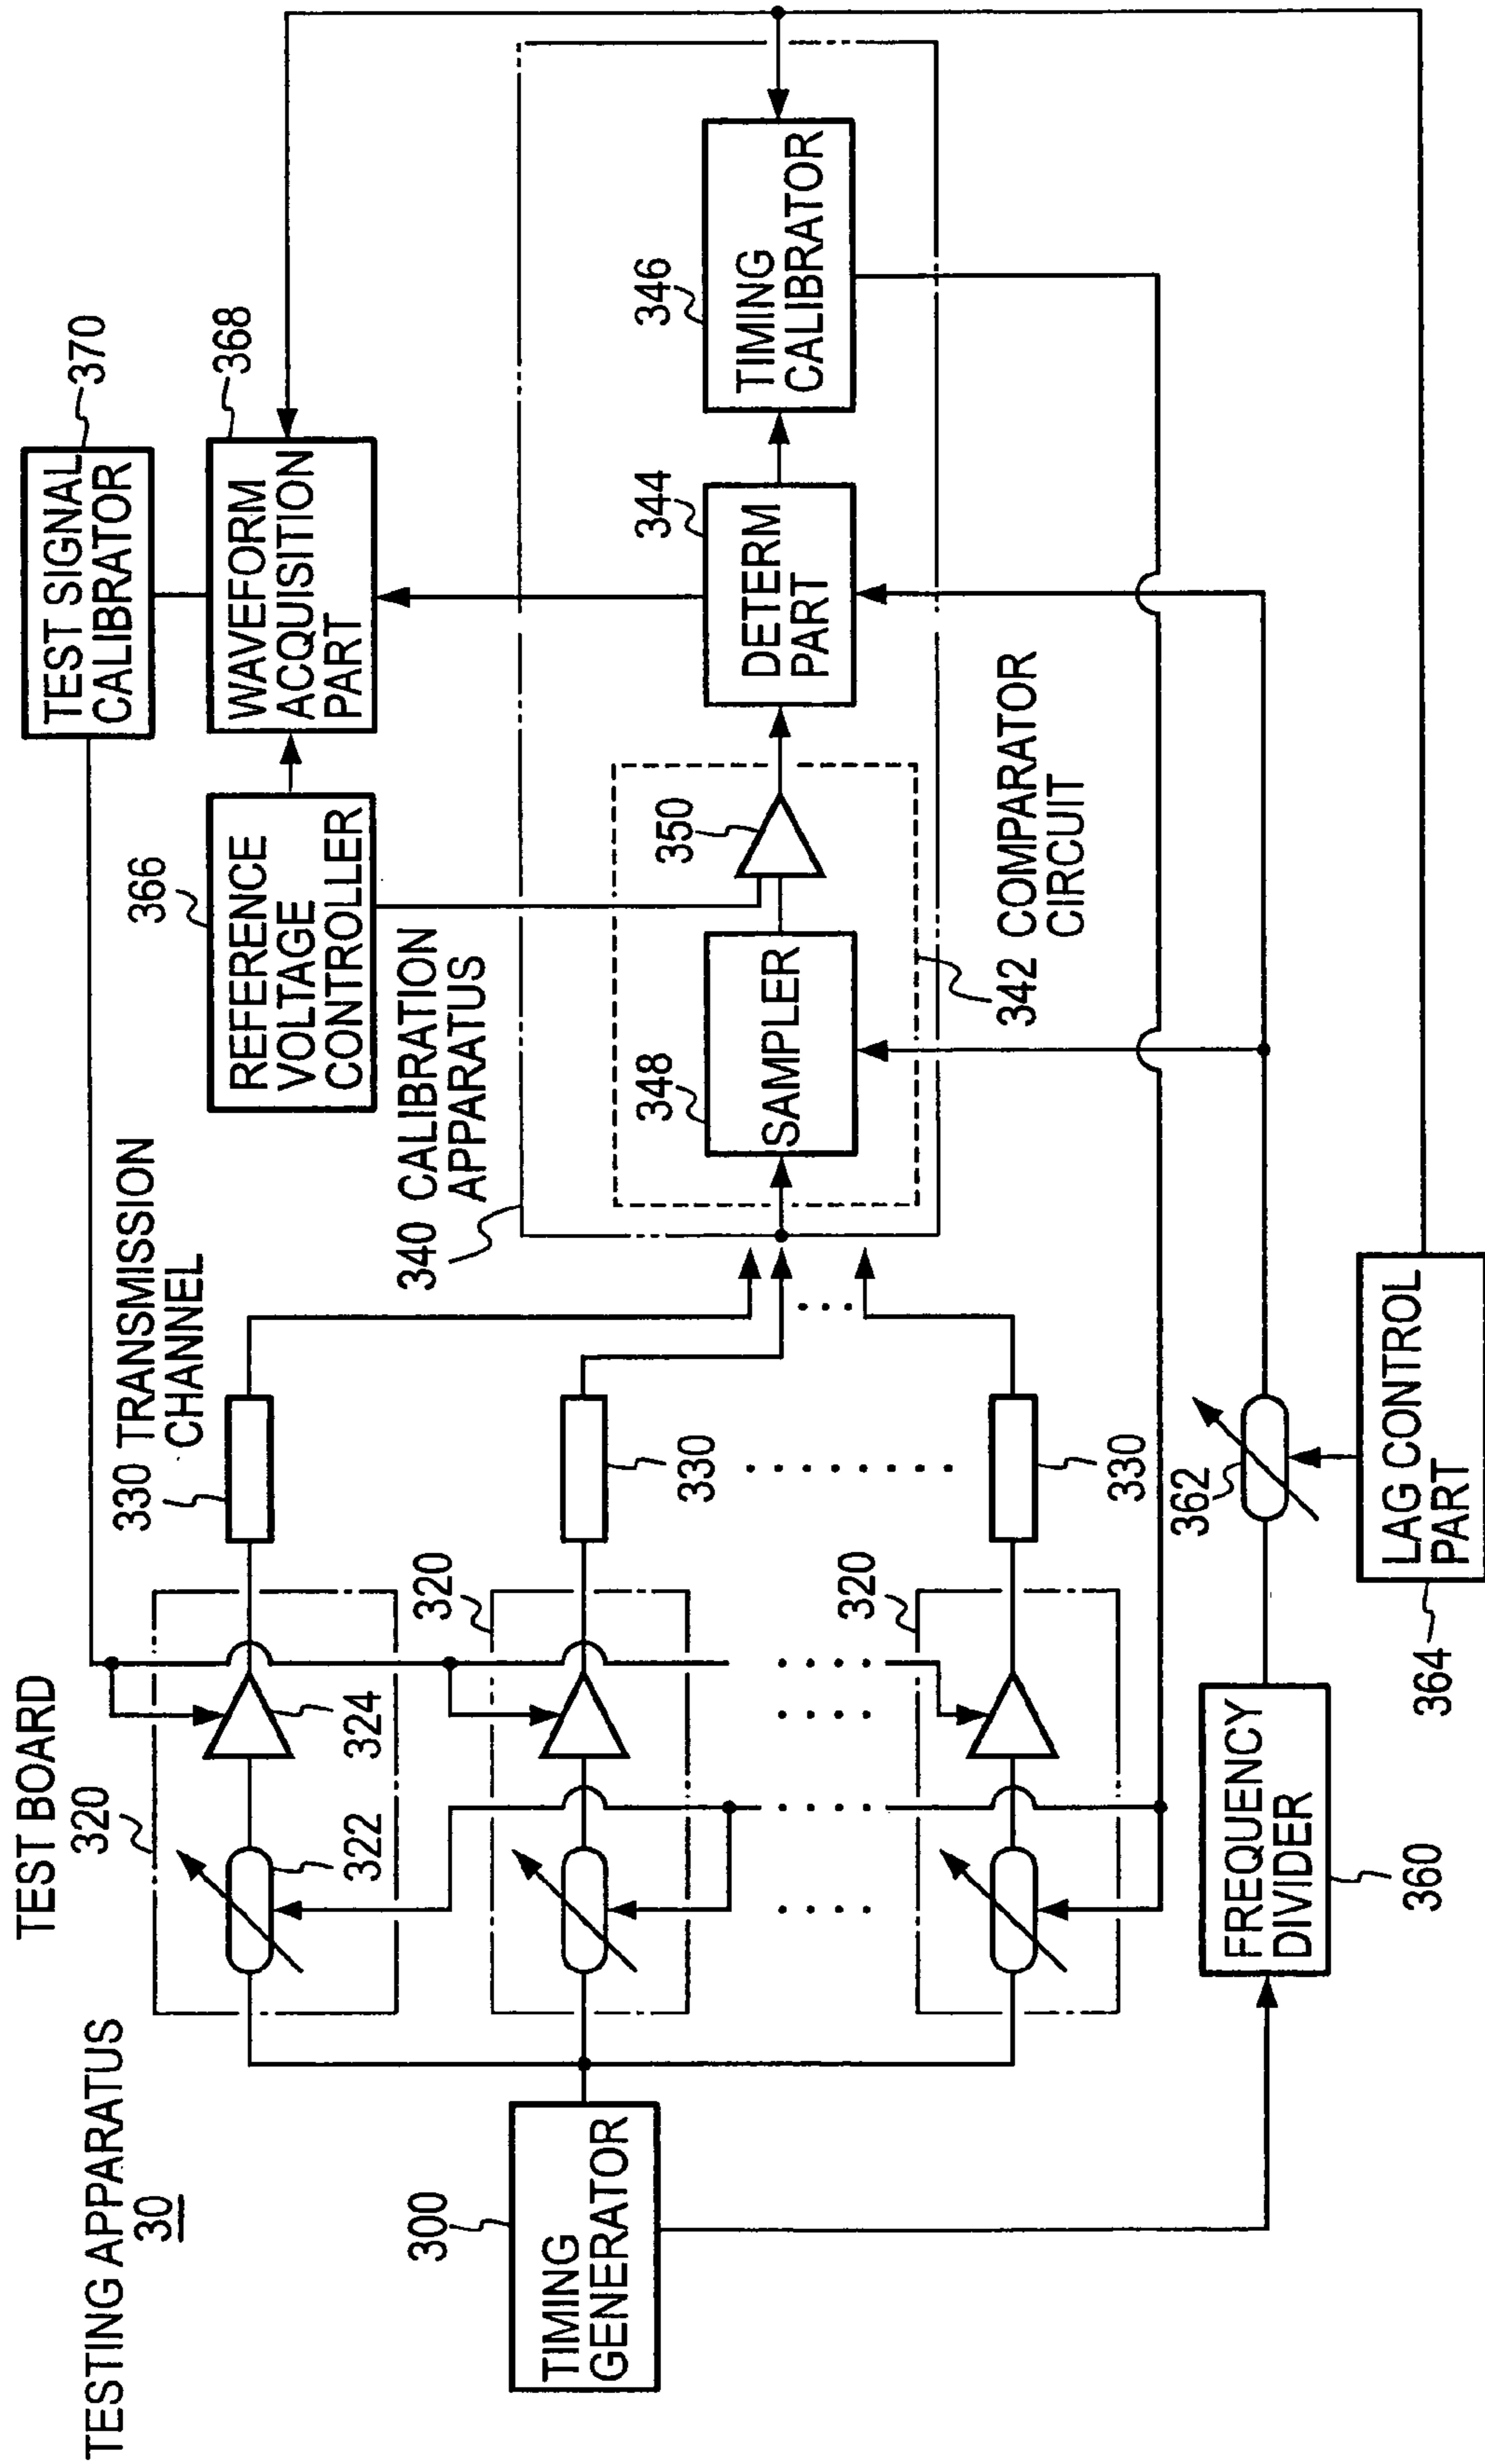 TESTING APPARATUS
30
TEST BOARD
320
322
324
320
320
330 TRANSMISSION
CHANNEL
330
330
300
TIMING
GENERATOR
370
TEST SIGNAL
CALIBRATOR
368
WAVEFORM
ACQUISITION
PART
366
REFERENCE
VOLTAGE
CONTROLLER
340 CALIBRATION
APPARATUS
348
SAMPLER
350
342 COMPARATOR
CIRCUIT
344
DETERM
PART
346
TIMING
CALIBRATOR
360
FREQUENCY
DIVIDER
362
364
LAG CONTROL
PART